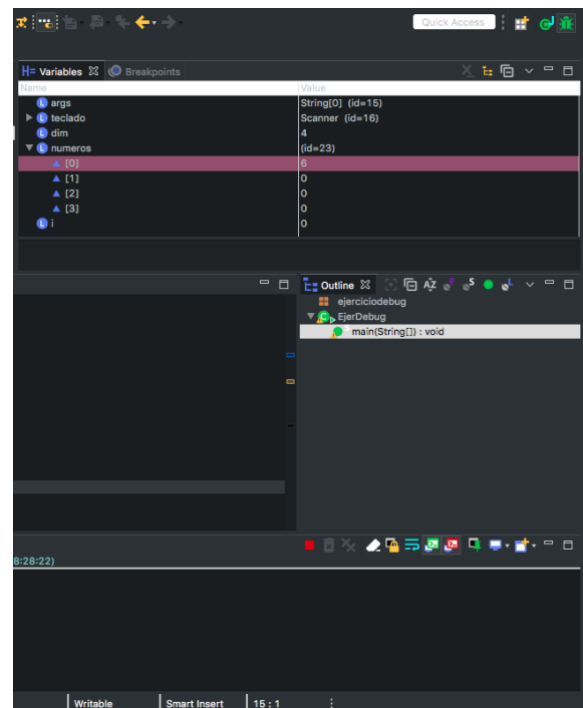 Quick Access
Variables Breakpoints
Name Value
args String[0] (id=15)
teclado Scanner (id=16)
dim 4
numeros (id=23)
[0] 6
[1] 0
[2] 0
[3] 0
i 0
Outline
ejerciciodebug
EjerDebug
main(String[]) : void
8:28:22)
Writable Smart Insert 15 : 1